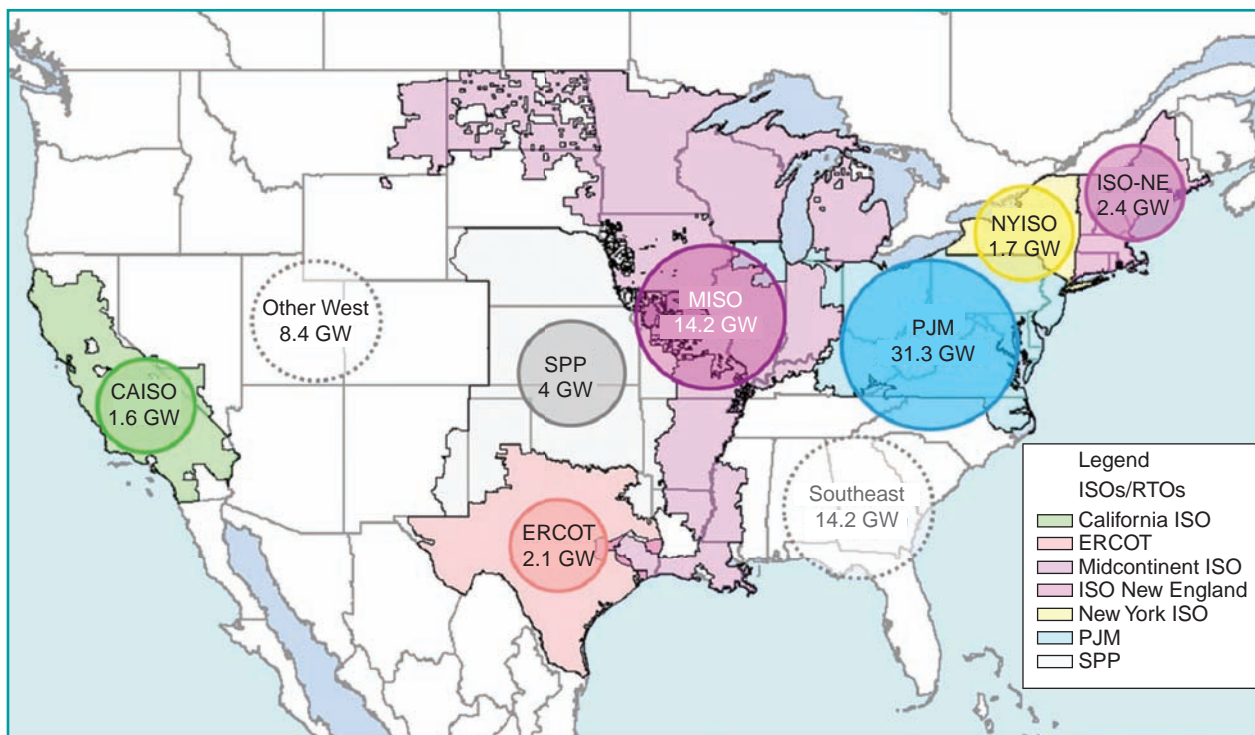 ISO-NE
2.4 GW
NYISO
1.7 GW
Other West
8.4 GW
MISO
14.2 GW
PJM
31.3 GW
SPP
4 GW
CAISO
1.6 GW
Southeast
14.2 GW
ERCOT
2.1 GW
Legend
ISOs/RTOs
California ISO
ERCOT
Midcontinent ISO
ISO New England
New York ISO
PJM
SPP